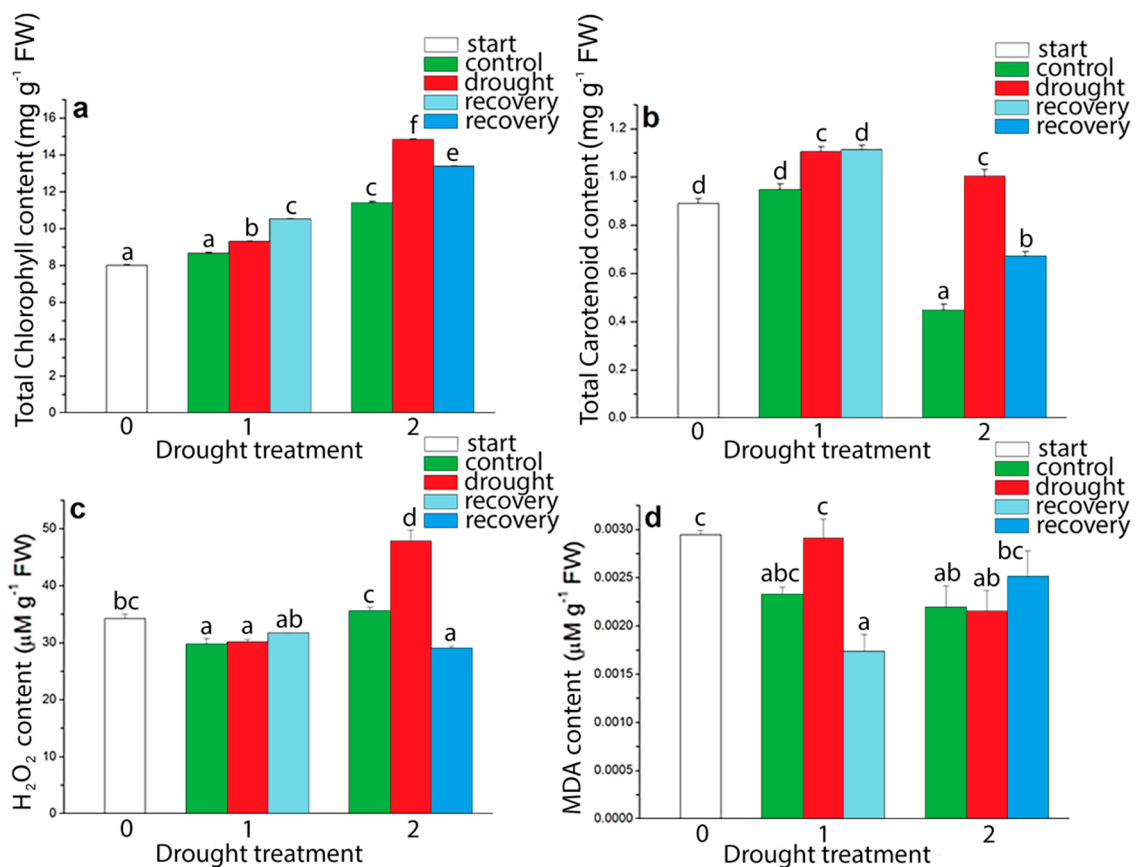 a
start
control
drought
recovery
recovery
Total Chlorophyll content (mg g⁻¹ FW)
16
14
12
10
8
6
4
2
0
a
a
b
c
c
f
e
0
1
2
Drought treatment
b
start
control
drought
recovery
recovery
Total Carotenoid content (mg g⁻¹ FW)
1.2
1.0
0.8
0.6
0.4
0.2
0.0
d
d
c
d
a
c
b
0
1
2
Drought treatment
c
start
control
drought
recovery
recovery
H₂O₂ content (µM g⁻¹ FW)
50
40
30
20
10
0
bc
a
a
ab
c
d
a
0
1
2
Drought treatment
d
start
control
drought
recovery
recovery
MDA content (µM g⁻¹ FW)
0.0030
0.0025
0.0020
0.0015
0.0010
0.0005
0.0000
c
abc
c
a
ab
ab
bc
0
1
2
Drought treatment